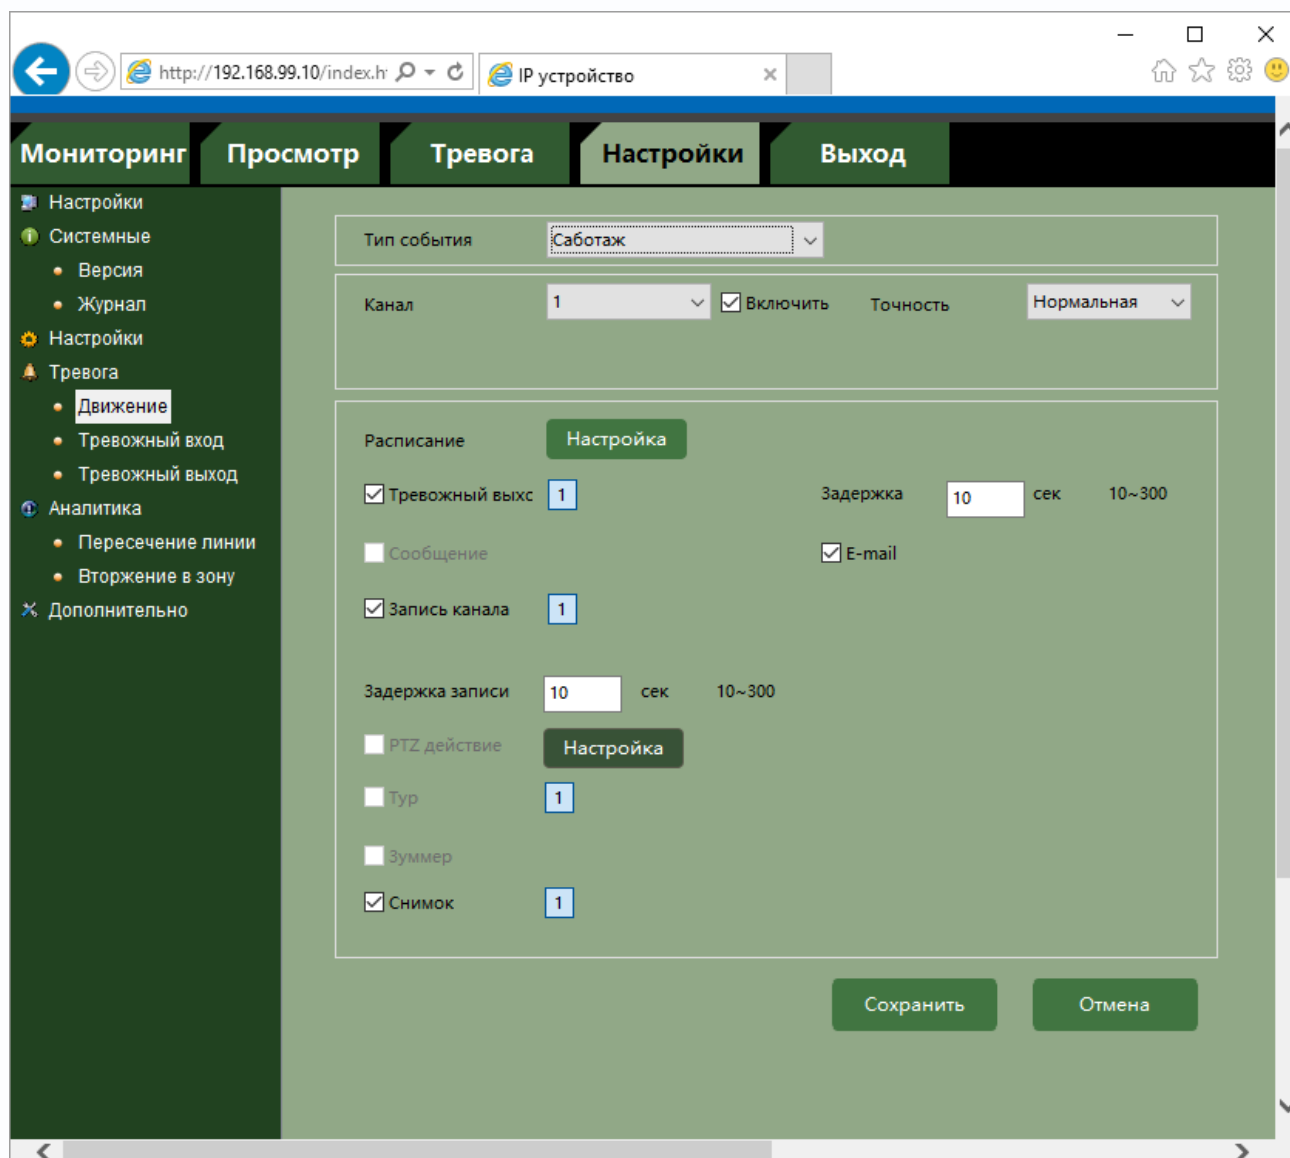 http://192.168.99.10/index.h
IP устройство
Мониторинг Просмотр Тревога Настройки Выход
Настройки
Системные
Версия
Журнал
Настройки
Тревога
Движение
Тревожный вход
Тревожный выход
Аналитика
Пересечение линии
Вторжение в зону
Дополнительно
Тип события Саботаж
Канал 1 Включить Точность Нормальная
Расписание Настройка
Тревожный выхс 1 Задержка 10 сек 10~300
Сообщение E-mail
Запись канала 1
Задержка записи 10 сек 10~300
PTZ действие Настройка
Тур 1
Зуммер
Снимок 1
Сохранить Отмена